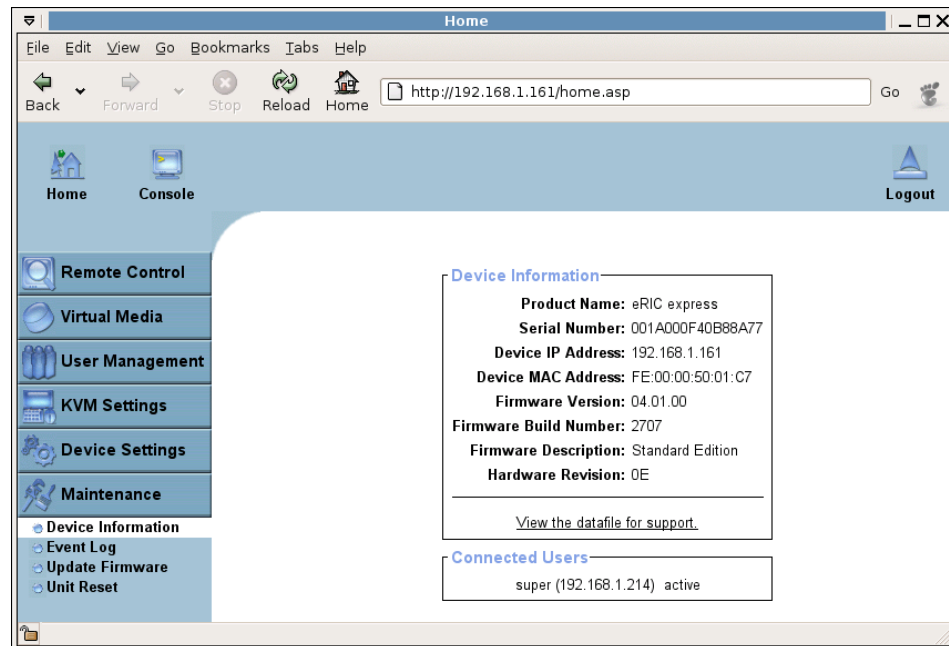 Home
File Edit View Go Bookmarks Tabs Help
Back Forward Stop Reload Home http://192.168.1.161/home.asp Go
Home Console Logout
Remote Control
Virtual Media
User Management
KVM Settings
Device Settings
Maintenance
Device Information
Event Log
Update Firmware
Unit Reset
Device Information
Product Name: eRIC express
Serial Number: 001A000F40B88A77
Device IP Address: 192.168.1.161
Device MAC Address: FE:00:00:50:01:C7
Firmware Version: 04.01.00
Firmware Build Number: 2707
Firmware Description: Standard Edition
Hardware Revision: 0E
View the datafile for support.
Connected Users
super (192.168.1.214) active